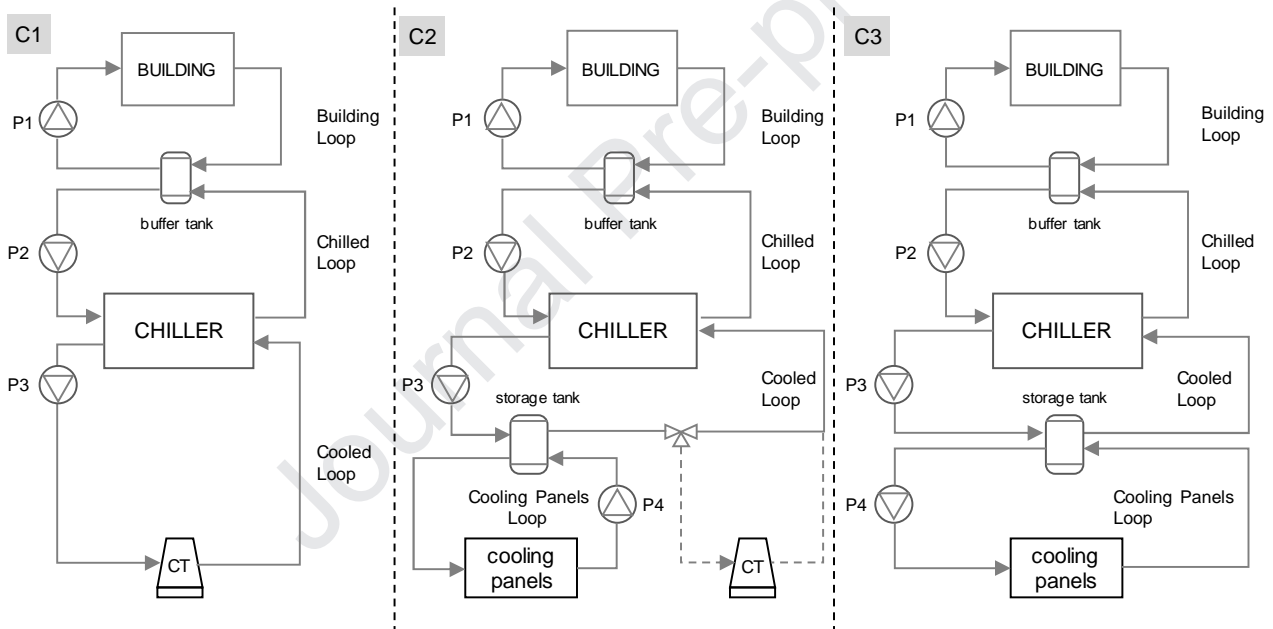 C1
BUILDING
P1
Building
Loop
buffer tank
P2
Chilled
Loop
CHILLER
P3
Cooled
Loop
CT
C2
BUILDING
P1
Building
Loop
buffer tank
P2
Chilled
Loop
CHILLER
P3
storage tank
Cooled
Loop
Cooling Panels
Loop
P4
cooling
panels
CT
C3
BUILDING
P1
Building
Loop
buffer tank
P2
Chilled
Loop
CHILLER
P3
storage tank
Cooled
Loop
P4
Cooling Panels
Loop
cooling
panels
Journal Pre-p